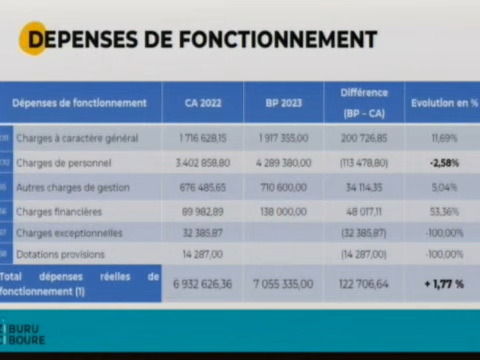 DEPENSES DE FONCTIONNEMENT
Dépenses de fonctionnement CA 2022 BP 2023 Différence (BP – CA) Evolution en %
Charges à caractère général 1 716 628,15 1 917 355,00 200 726,85 11,69%
Charges de personnel 4 402 858,80 4 289 380,00 (113 478,80) -2,58%
Autres charges de gestion 676 485,65 710 600,00 34 114,35 5,04%
Charges financières 89 982,89 138 000,00 48 017,11 53,36%
Charges exceptionnelles 32 385,87 (32 385,87) -100,00%
Dotations provisions 14 287,00 (14 287,00) -100,00%
Total dépenses réelles de
fonctionnement (1) 6 932 628,36 7 055 335,00 122 706,64 + 1,77 %
BURU
BOURE